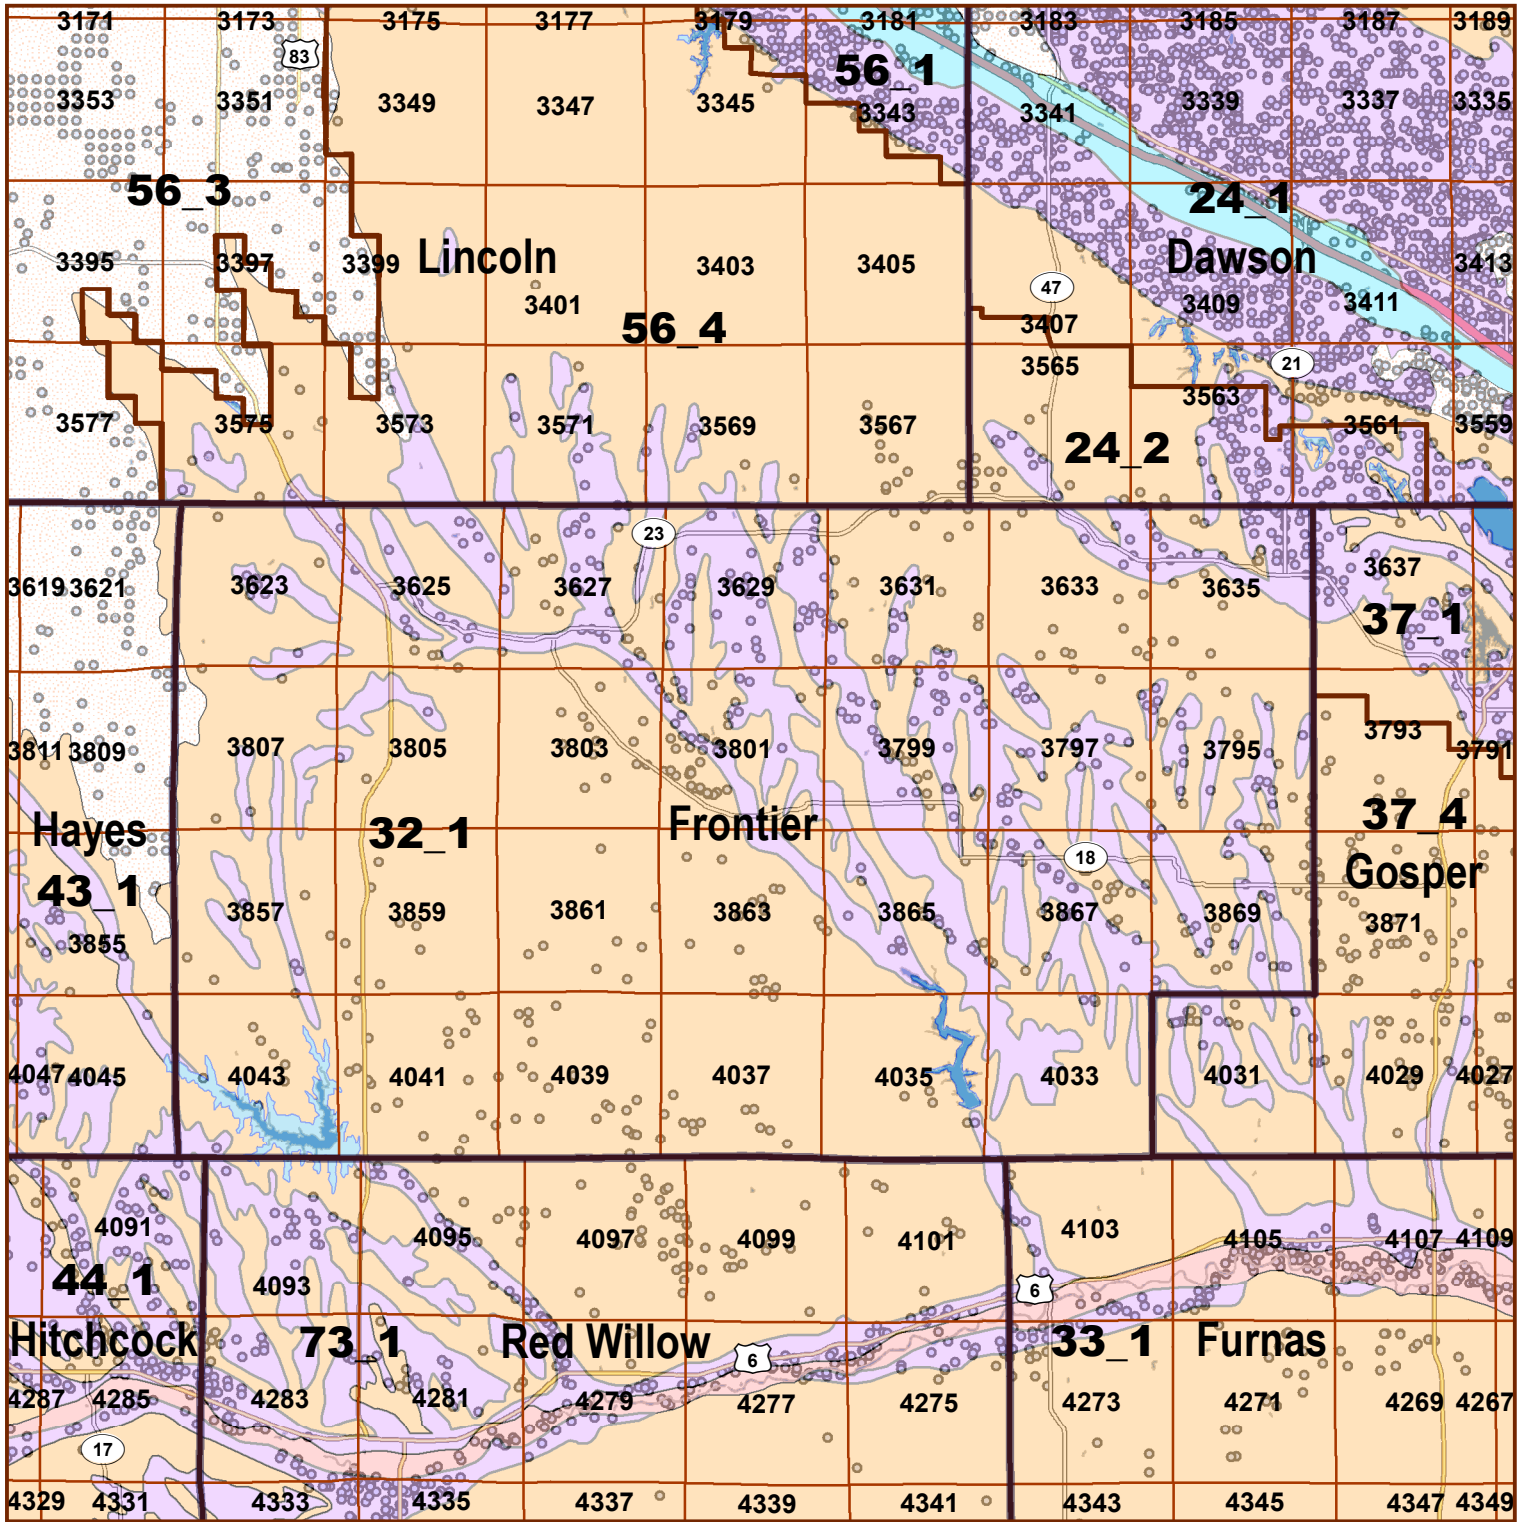 3171 3173 3175 3177 3179 3181 3183 3185 3187 3189
83
56_1
3353 3351 3349 3347 3345 3343 3341 3339 3337 3335
56_3 24_1
Lincoln Dawson
3395 3397 3399 3403 3405 3413
47
3401 3409 3411
56_4 3407
3565 21
3563
3577 3575 3573 3571 3569 3567 3561 3559
24_2
23
3619 3621 3623 3625 3627 3629 3631 3633 3635 3637
37_1
3793
3811 3809 3807 3805 3803 3801 3799 3797 3795 3791
37_4
Hayes 32_1 Frontier
18
Gosper
43_1
3857 3859 3861 3863 3865 3867 3869 3871
3855
4047 4045 4043 4041 4039 4037 4035 4033 4031 4029 4027
4091 4095 4097 4099 4101 4103 4105 4107 4109
44_1 4093
6
Hitchcock 73_1 Red Willow 33_1 Furnas
6
4287 4285 4283 4281 4279 4277 4275 4273 4271 4269 4267
17
4329 4331 4333 4335 4337 4339 4341 4343 4345 4347 4349